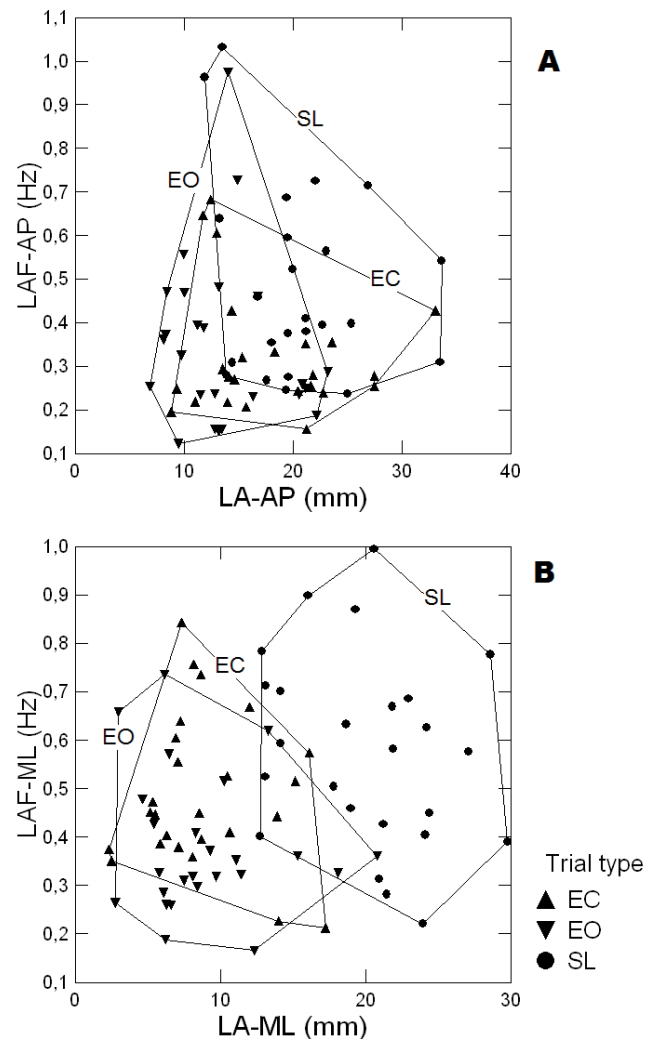 A
1,1
1,0
0,9
0,8
0,7
0,6
0,5
0,4
0,3
0,2
0,1
LAF-AP (Hz)
SL
EO
EC
0 10 20 30 40
LA-AP (mm)
B
1,0
0,9
0,8
0,7
0,6
0,5
0,4
0,3
0,2
0,1
LAF-ML (Hz)
SL
EC
EO
0 10 20 30
LA-ML (mm)
Trial type
EC
EO
SL